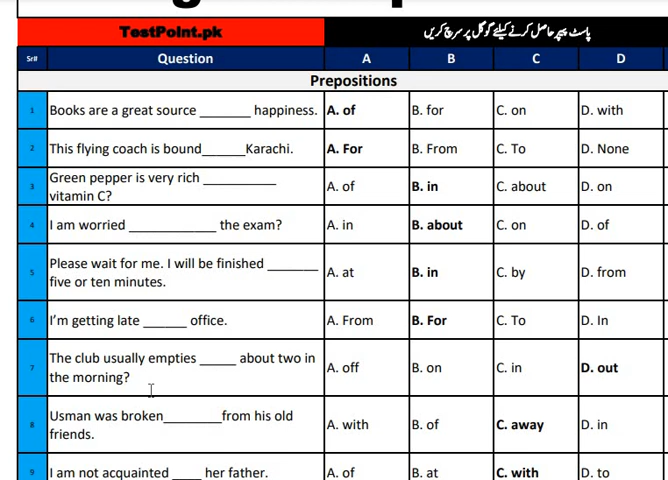 TestPoint.pk پاسٹ پیپر حاصل کرنے کیلئے گوگل پر سرچ کریں
Sr# Question A B C D
Prepositions
1 Books are a great source _______ happiness. A. of B. for C. on D. with
2 This flying coach is bound______Karachi. A. For B. From C. To D. None
3 Green pepper is very rich __________
vitamin C? A. of B. in C. about D. on
4 I am worried ____________ the exam? A. in B. about C. on D. of
5 Please wait for me. I will be finished _______
five or ten minutes. A. at B. in C. by D. from
6 I’m getting late ______ office. A. From B. For C. To D. In
7 The club usually empties _____ about two in
the morning? A. off B. on C. in D. out
8 Usman was broken________from his old
friends. A. with B. of C. away D. in
9 I am not acquainted ____ her father. A. of B. at C. with D. to